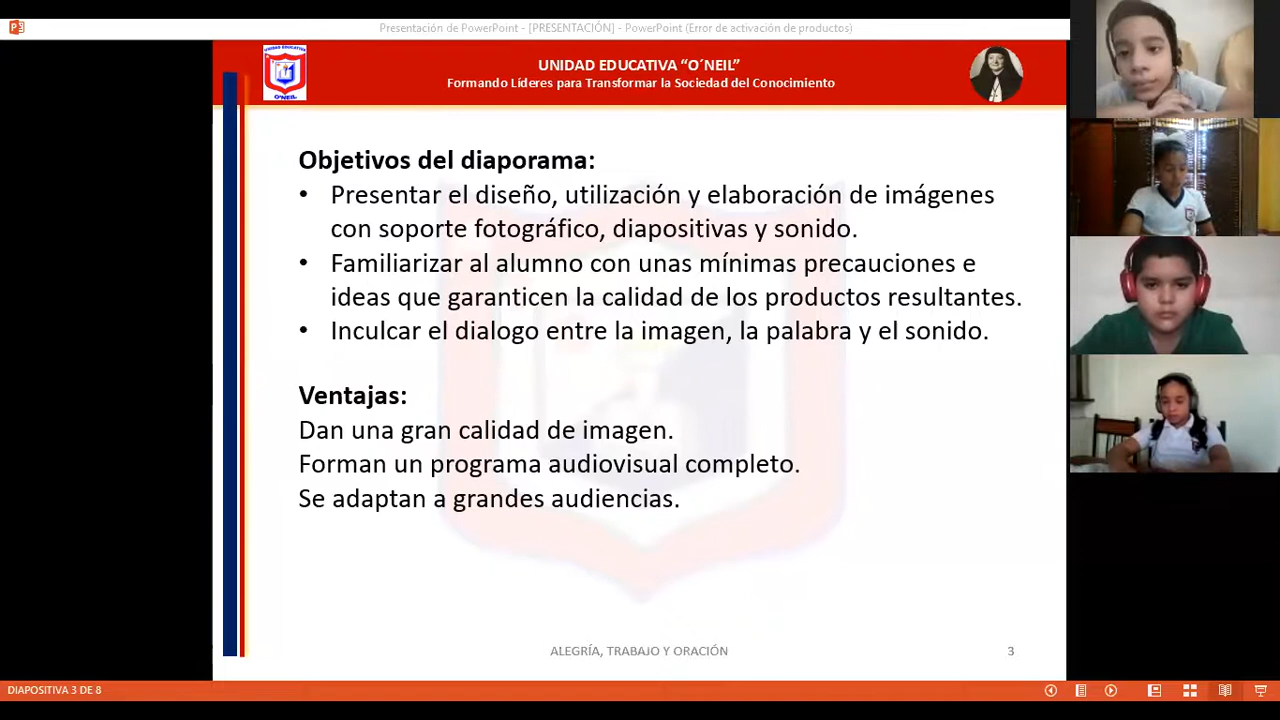 Presentación de PowerPoint - [PRESENTACIÓN] - PowerPoint (Error de activación de productos)
UNIDAD EDUCATIVA
O'NEIL
UNIDAD EDUCATIVA “O´NEIL”
Formando Líderes para Transformar la Sociedad del Conocimiento
Objetivos del diaporama:
• Presentar el diseño, utilización y elaboración de imágenes
con soporte fotográfico, diapositivas y sonido.
• Familiarizar al alumno con unas mínimas precauciones e
ideas que garanticen la calidad de los productos resultantes.
• Inculcar el dialogo entre la imagen, la palabra y el sonido.
Ventajas:
Dan una gran calidad de imagen.
Forman un programa audiovisual completo.
Se adaptan a grandes audiencias.
ALEGRÍA, TRABAJO Y ORACIÓN
3
DIAPOSITIVA 3 DE 8